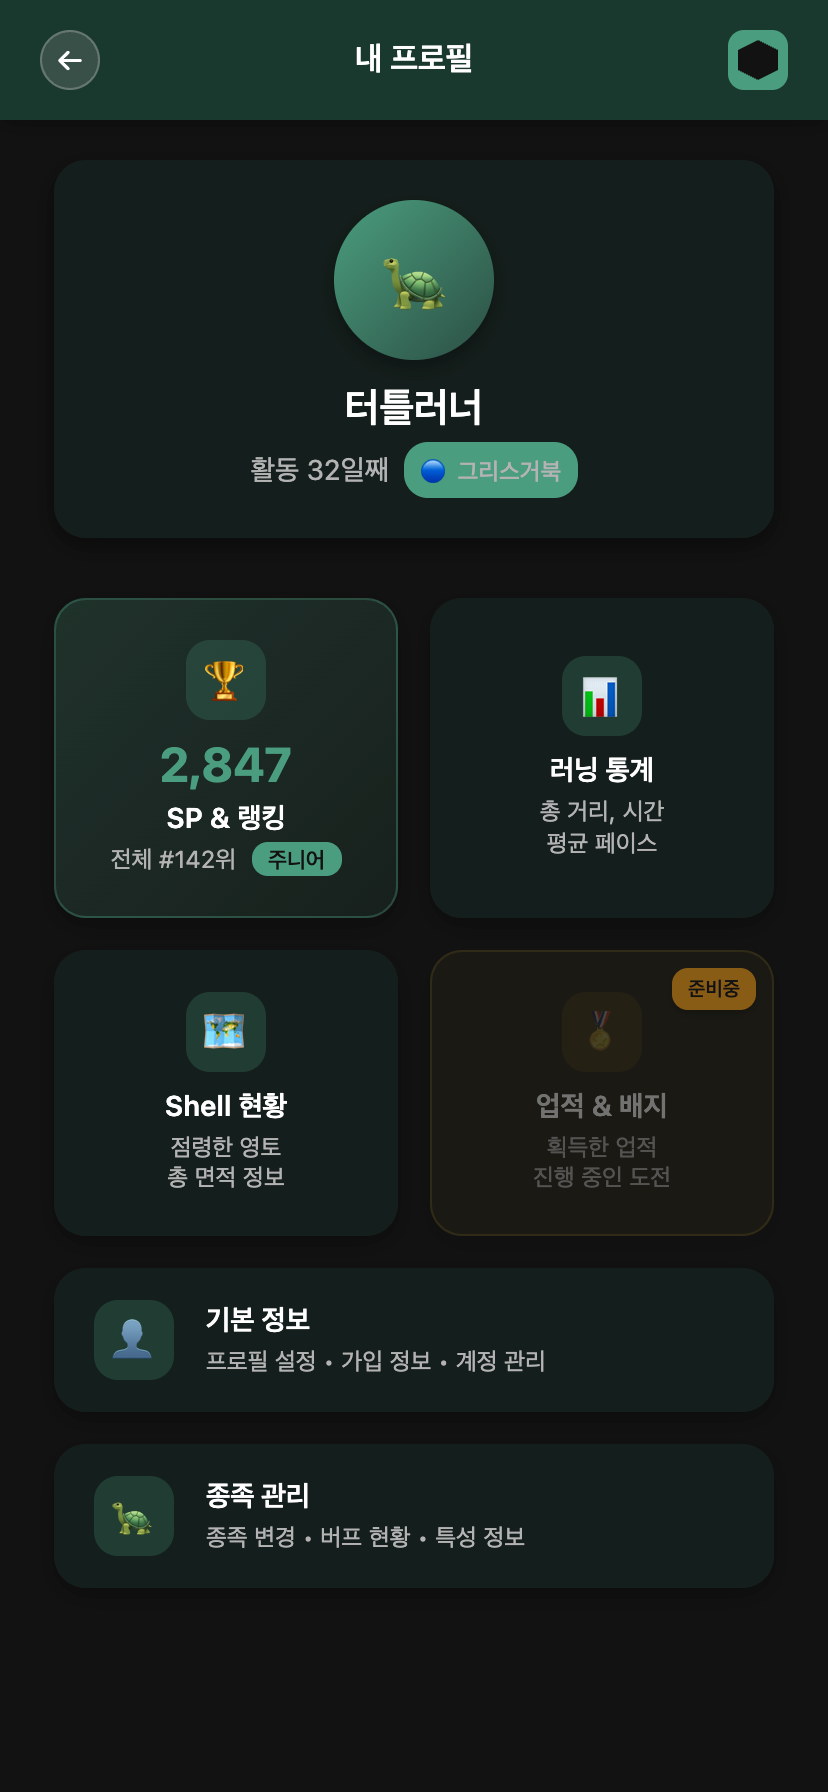 내 프로필
터틀러너
활동 32일째 그리스거북
2,847
SP & 랭킹
전체 #142위 주니어
러닝 통계
총 거리, 시간
평균 페이스
Shell 현황
점령한 영토
총 면적 정보
준비중
업적 & 배지
획득한 업적
진행 중인 도전
기본 정보
프로필 설정 • 가입 정보 • 계정 관리
종족 관리
종족 변경 • 버프 현황 • 특성 정보